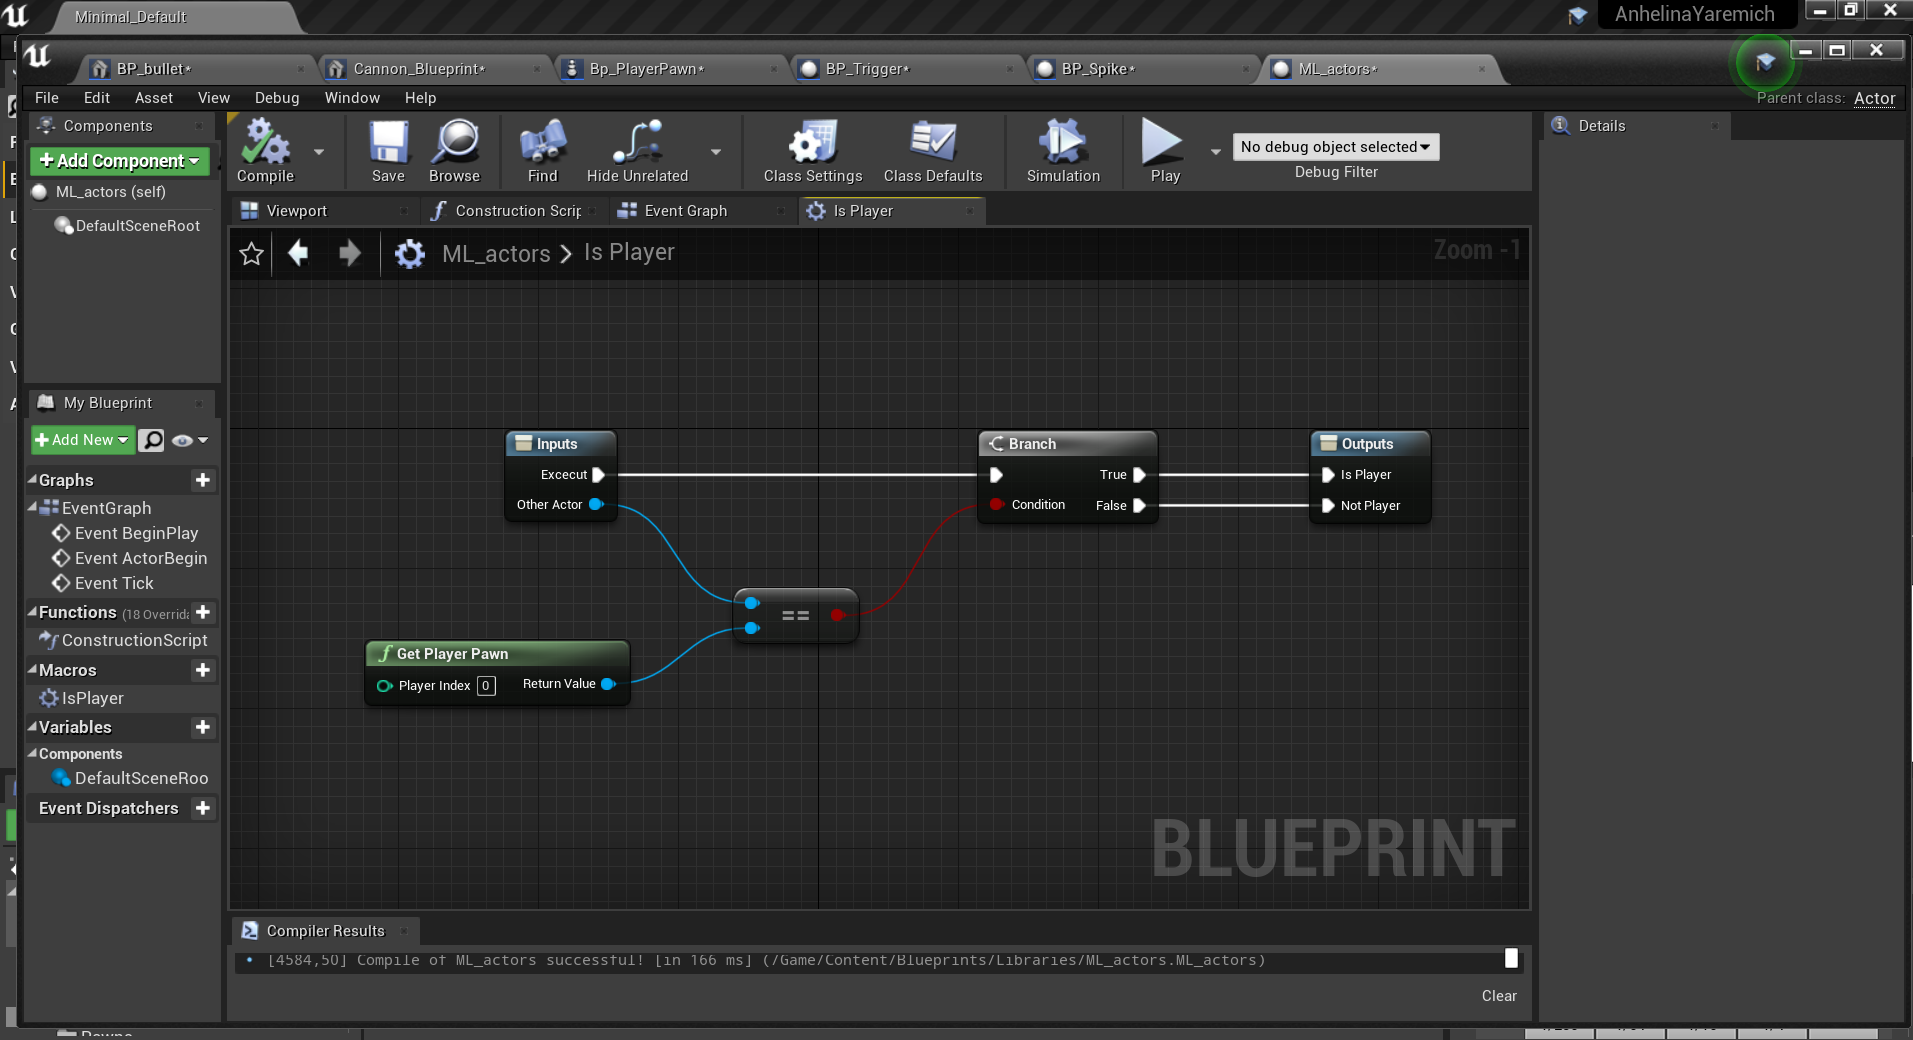 Minimal_Default
AnhelinaYaremich
BP_bullet*
Cannon_Blueprint*
Bp_PlayerPawn*
BP_Trigger*
BP_Spike*
ML_actors*
File Edit Asset View Debug Window Help
Parent class: Actor
Components
Add Component
ML_actors (self)
DefaultSceneRoot
Compile
Save
Browse
Find
Hide Unrelated
Class Settings
Class Defaults
Simulation
Play
No debug object selected
Debug Filter
Details
Viewport
Construction Scrip
Event Graph
Is Player
ML_actors > Is Player
Zoom -1
My Blueprint
Add New
Graphs
EventGraph
Event BeginPlay
Event ActorBegin
Event Tick
Functions (18 Overrida
ConstructionScript
Macros
IsPlayer
Variables
Components
DefaultSceneRoo
Event Dispatchers
Inputs
Excecut
Other Actor
Branch
True
Condition
False
Outputs
Is Player
Not Player
==
Get Player Pawn
Player Index 0
Return Value
BLUEPRINT
Compiler Results
[4584,50] Compile of ML_actors successful! [in 166 ms] (/Game/Content/Blueprints/Libraries/ML_actors.ML_actors)
Clear